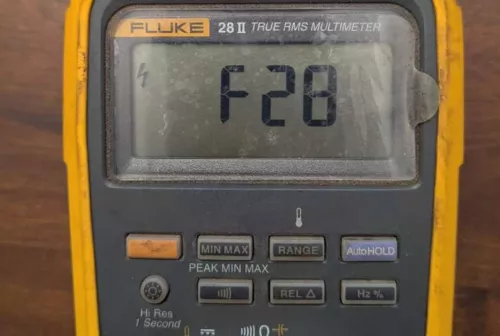 FLUKE 28 II TRUE RMS MULTIMETER
F28
MIN MAX RANGE AutoHOLD
PEAK MIN MAX
REL Δ Hz %
Hi Res
1 Second
Ω